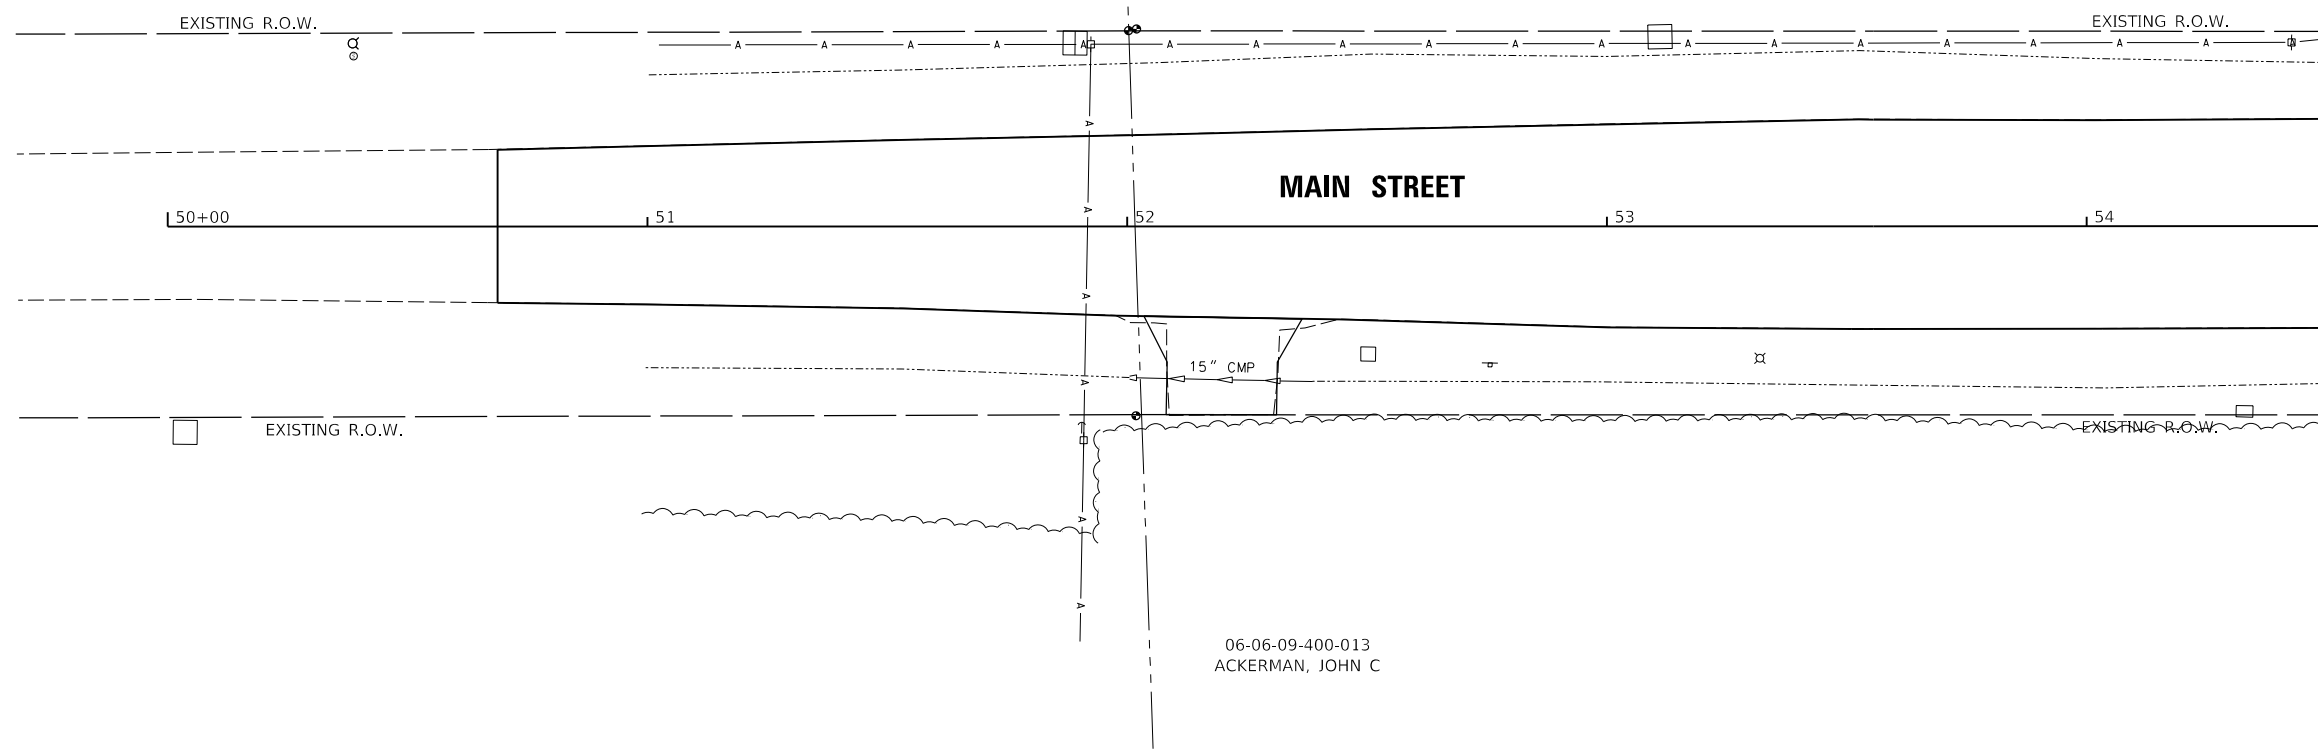 EXISTING R.O.W.
EXISTING R.O.W.
A A A A A A A A A A A A A A A A A A A
A
MAIN STREET
A
50+00 51 52 53 54
A
15" CMP
A
EXISTING R.O.W.
EXISTING R.O.W.
A
A
06-06-09-400-013
ACKERMAN, JOHN C